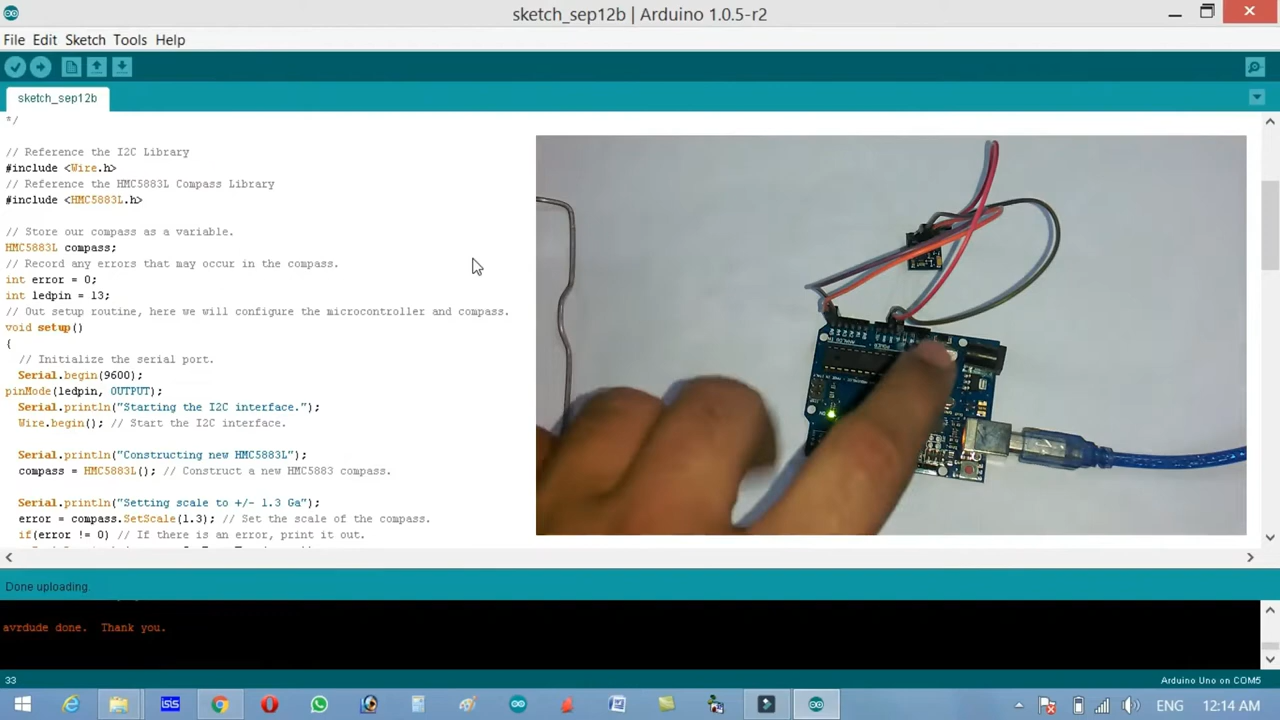 sketch_sep12b | Arduino 1.0.5-r2
File Edit Sketch Tools Help
sketch_sep12b
*/
// Reference the I2C Library
#include <Wire.h>
// Reference the HMC5883L Compass Library
#include <HMC5883L.h>
// Store our compass as a variable.
HMC5883L compass;
// Record any errors that may occur in the compass.
int error = 0;
int ledpin = 13;
// Out setup routine, here we will configure the microcontroller and compass.
void setup()
{
// Initialize the serial port.
Serial.begin(9600);
pinMode(ledpin, OUTPUT);
Serial.println("Starting the I2C interface.");
Wire.begin(); // Start the I2C interface.
Serial.println("Constructing new HMC5883L");
compass = HMC5883L(); // Construct a new HMC5883 compass.
Serial.println("Setting scale to +/- 1.3 Ga");
error = compass.SetScale(1.3); // Set the scale of the compass.
if(error != 0) // If there is an error, print it out.
Done uploading.
avrdude done.  Thank you.
33
Arduino Uno on COM5
ISIS
ENG
12:14 AM